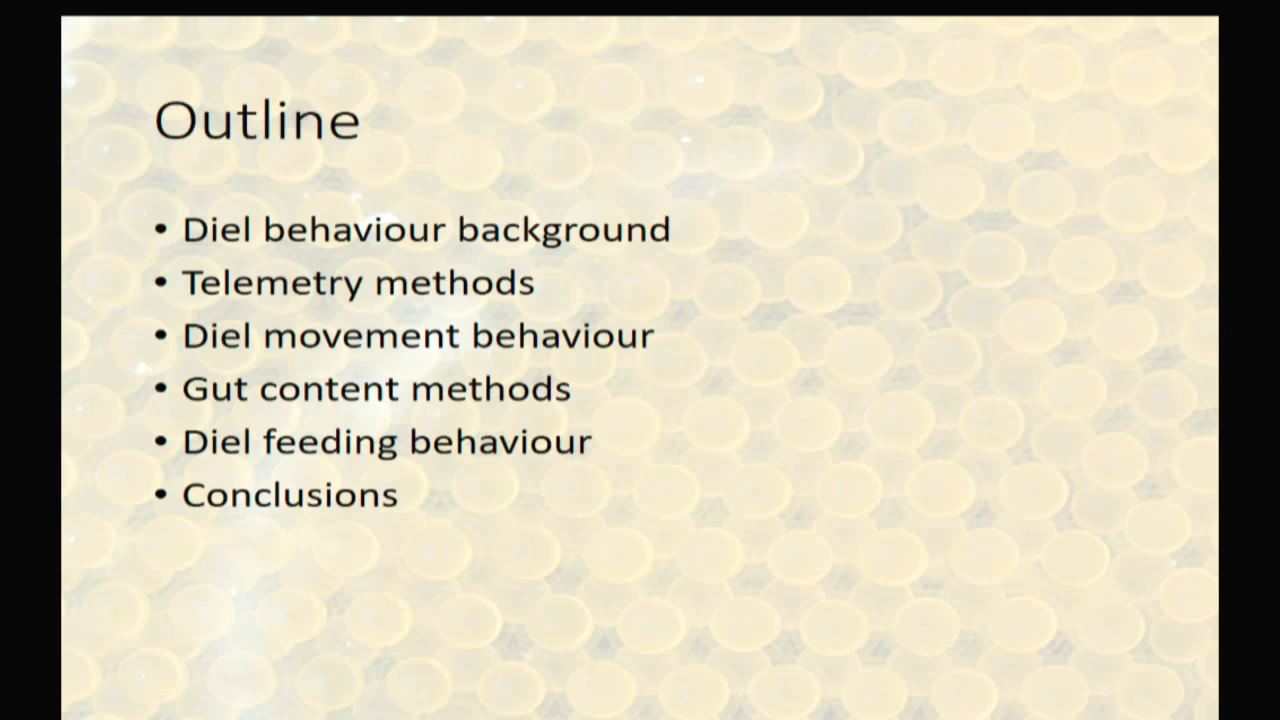 Outline
• Diel behaviour background
• Telemetry methods
• Diel movement behaviour
• Gut content methods
• Diel feeding behaviour
• Conclusions